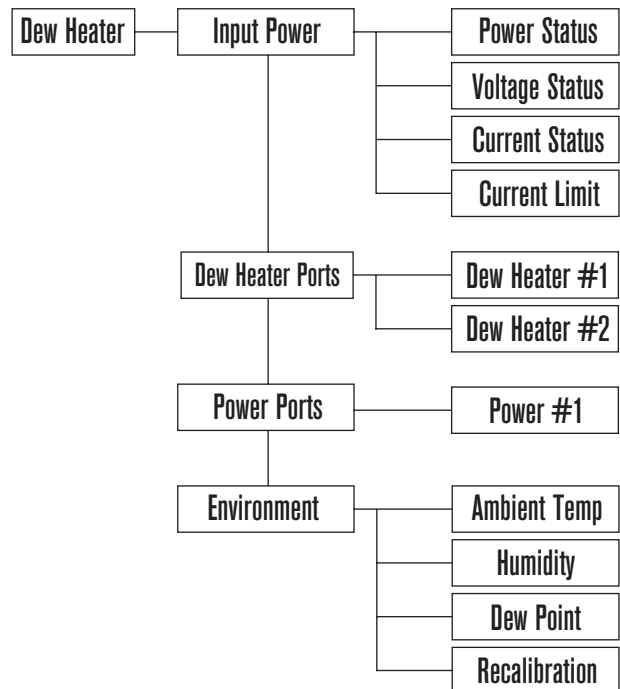 Dew Heater
Input Power
Power Status
Voltage Status
Current Status
Current Limit
Dew Heater Ports
Dew Heater #1
Dew Heater #2
Power Ports
Power #1
Environment
Ambient Temp
Humidity
Dew Point
Recalibration